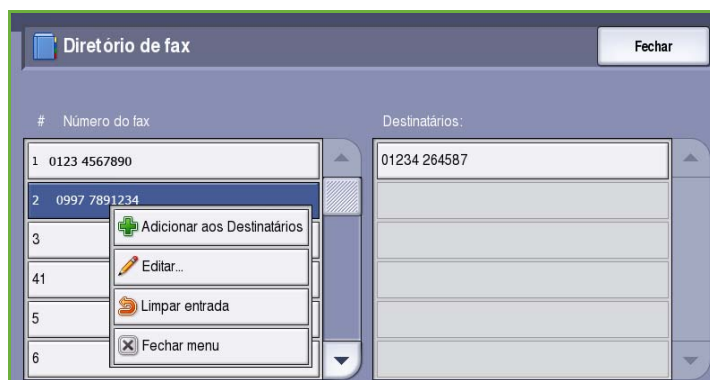 Diretório de fax
Fechar
# Número do fax
Destinatários:
1 0123 4567890
01234 264587
2 0997 7891234
Adicionar aos Destinatários
3
Editar...
41
Limpar entrada
5
Fechar menu
6